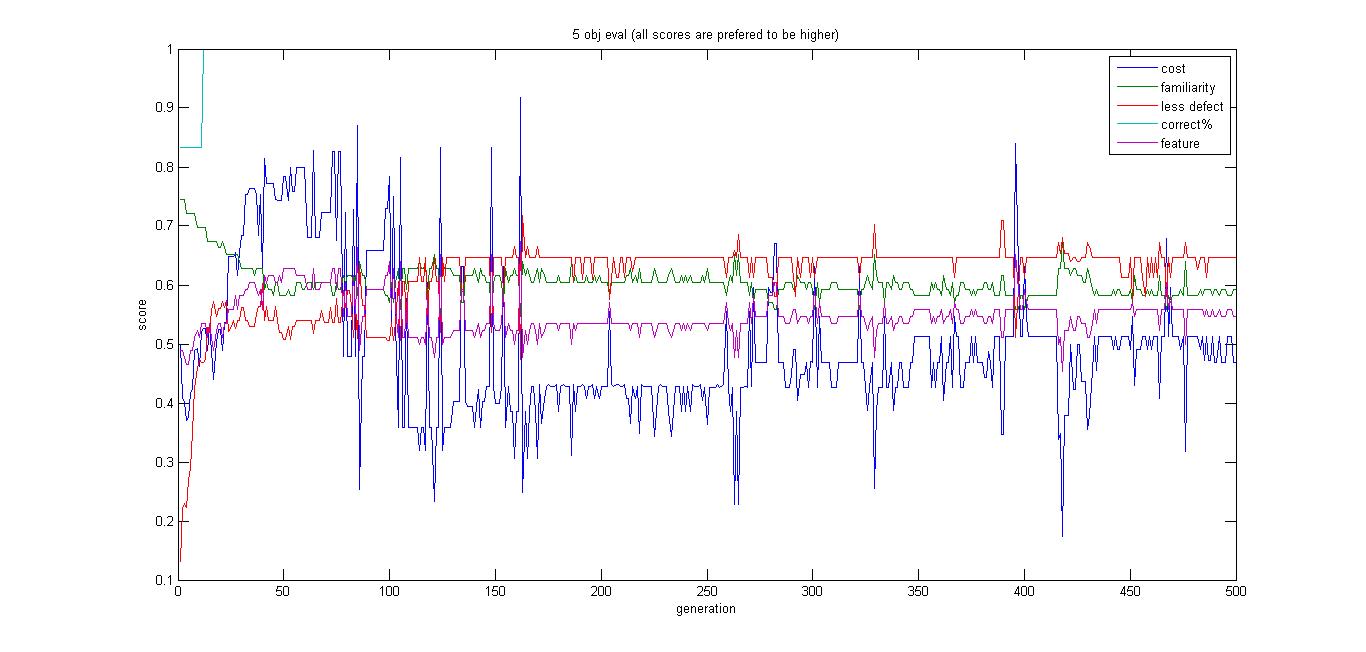 5 obj eval (all scores are prefered to be higher)
1
0.9
0.8
0.7
0.6
0.5
0.4
0.3
0.2
0.1
score
0
50
100
150
200
250
300
350
400
450
500
generation
cost
familiarity
less defect
correct%
feature